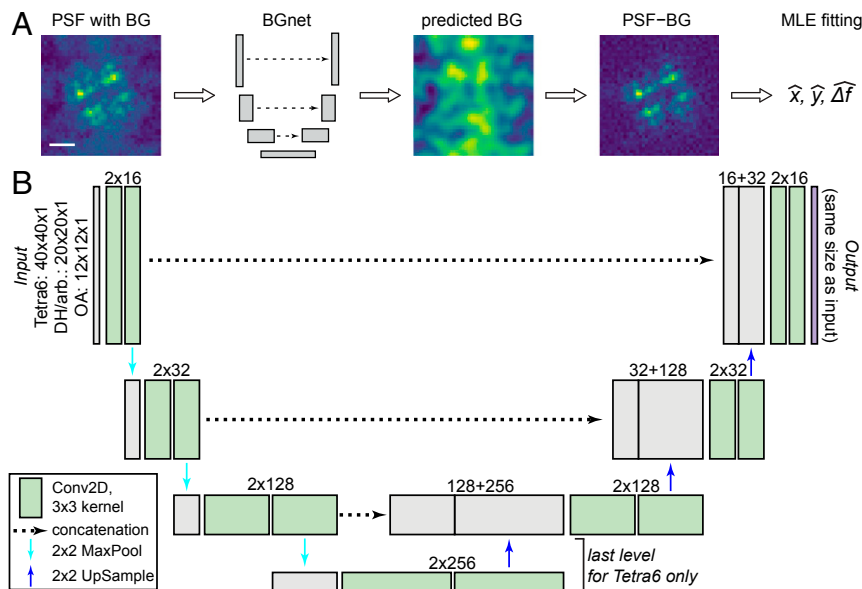 A
PSF with BG
BGnet
predicted BG
PSF−BG
MLE fitting
x̂, ŷ, Δf̂
B
Input
Tetra6: 40x40x1
DH/arb.: 20x20x1
OA: 12x12x1
2x16
16+32
2x16
Output
(same size as input)
2x32
32+128
2x32
2x128
128+256
2x128
2x256
last level
for Tetra6 only
Conv2D,
3x3 kernel
concatenation
2x2 MaxPool
2x2 UpSample